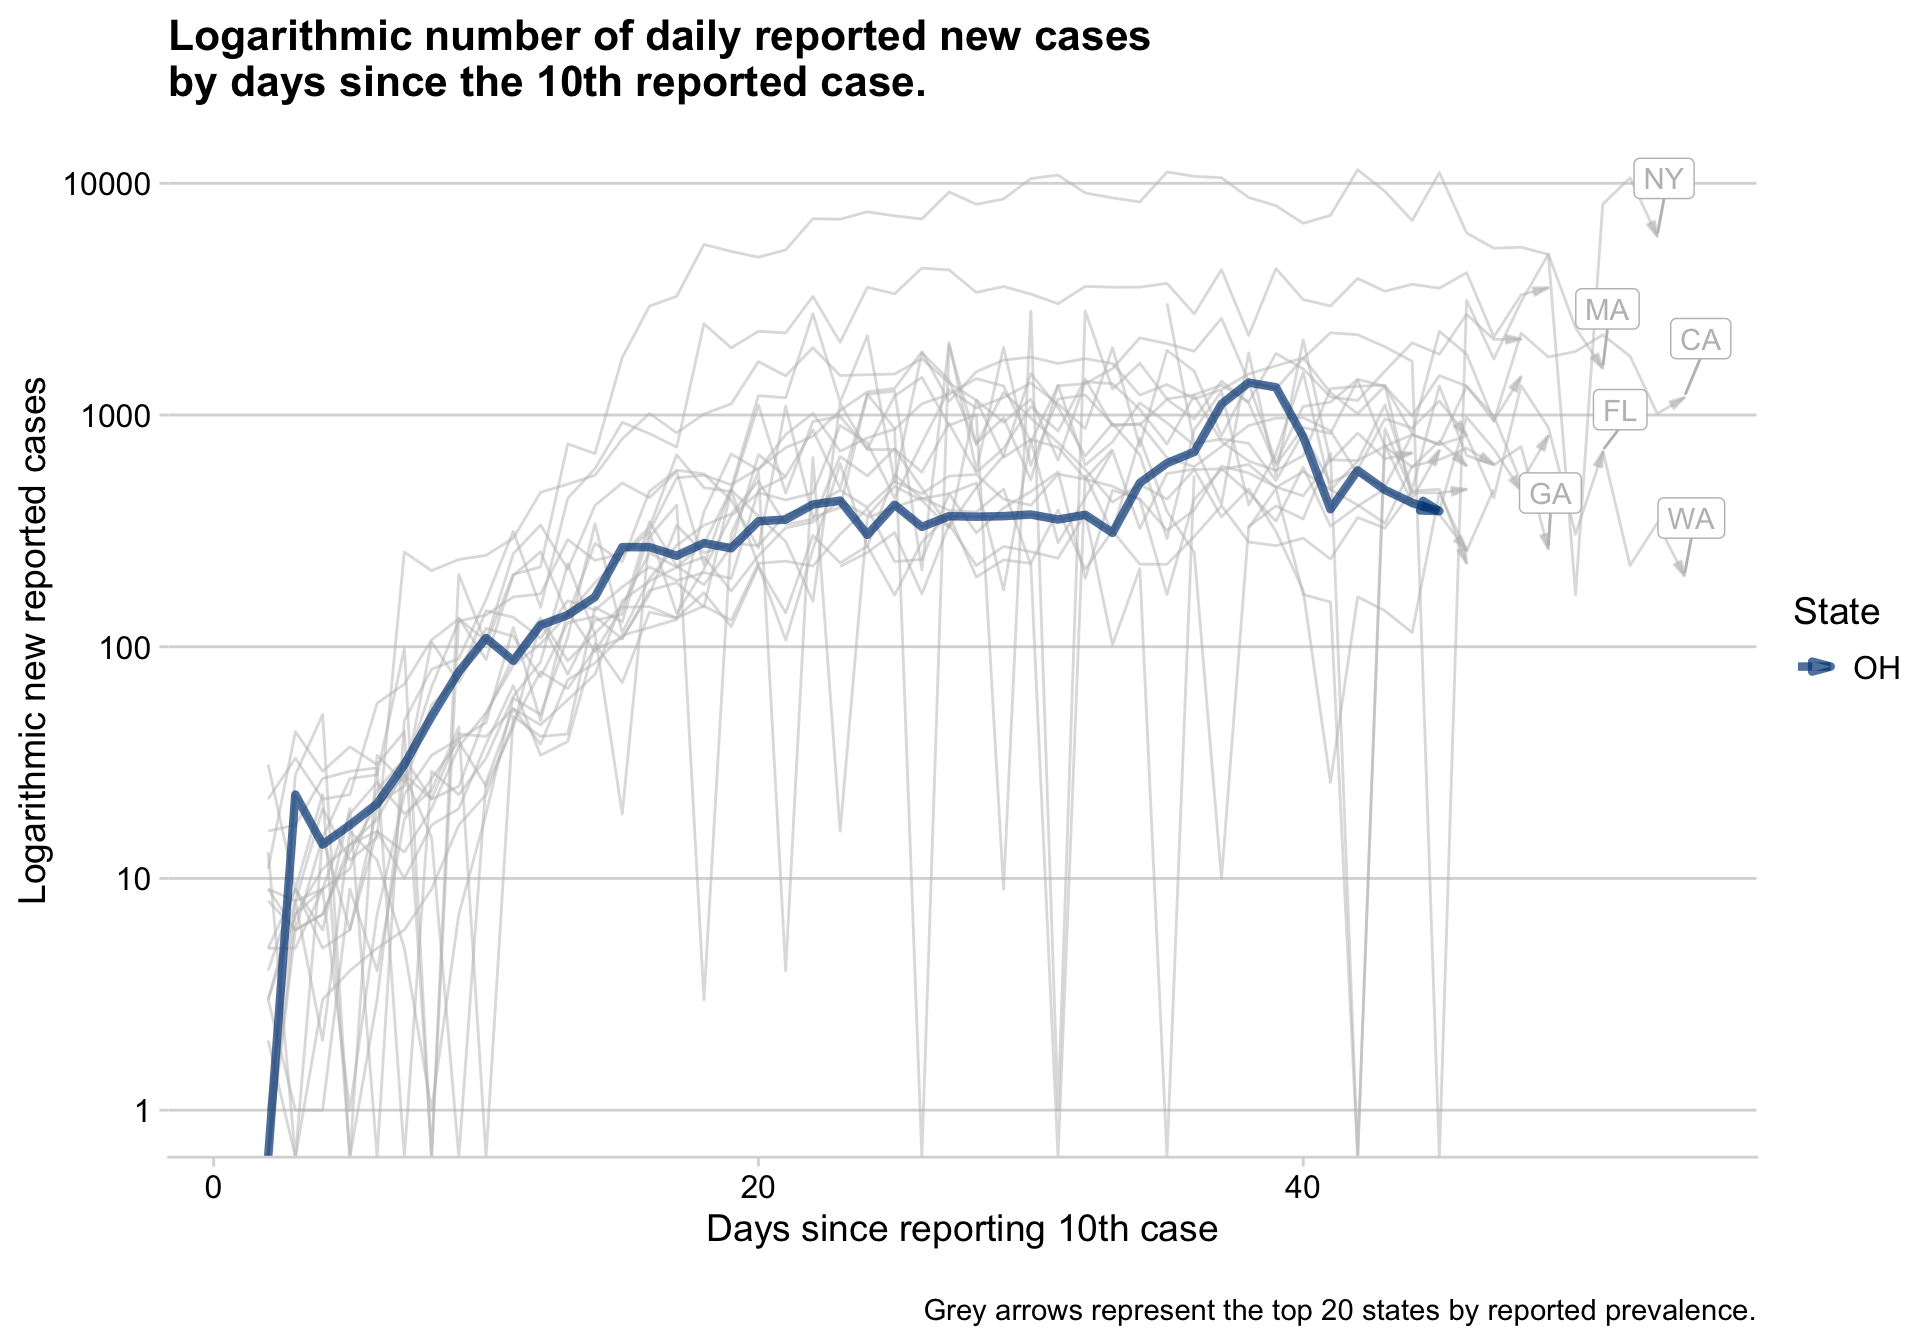 Logarithmic number of daily reported new cases
by days since the 10th reported case.
Logarithmic new reported cases
10000
1000
100
10
1
NY
MA
CA
FL
GA
WA
State
OH
0
20
40
Days since reporting 10th case
Grey arrows represent the top 20 states by reported prevalence.